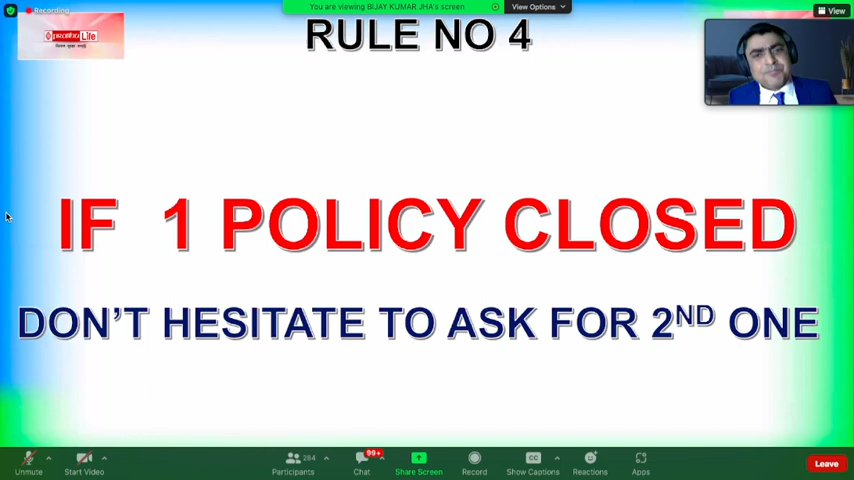 Recording
You are viewing BIJAY KUMAR JHA's screen
View Options
View
RULE NO 4
Life
IF 1 POLICY CLOSED
DON'T HESITATE TO ASK FOR 2ND ONE
284
99+
CC
Unmute
Start Video
Participants
Chat
Share Screen
Record
Show Captions
Reactions
Apps
Leave